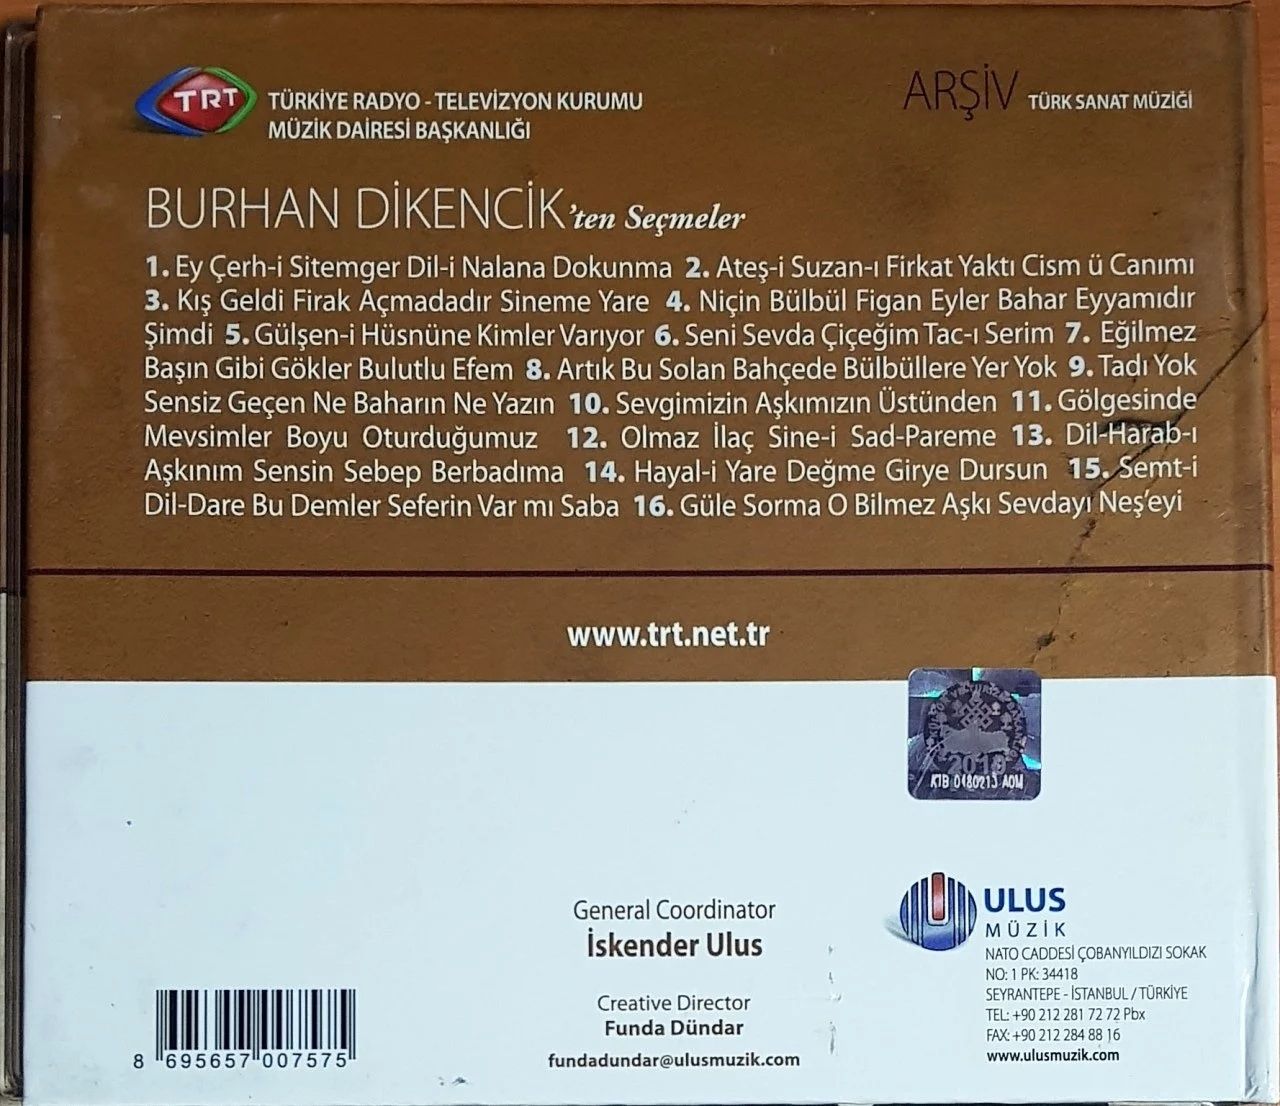 TRT
TÜRKİYE RADYO - TELEVİZYON KURUMU
MÜZİK DAİRESİ BAŞKANLIĞI
ARŞİV TÜRK SANAT MÜZİĞİ
BURHAN DİKENCİK'ten Seçmeler
1. Ey Çerh-i Sitemger Dil-i Nalana Dokunma 2. Ateş-i Suzan-ı Firkat Yaktı Cism ü Canımı
3. Kış Geldi Firak Açmadadır Sineme Yare 4. Niçin Bülbül Figan Eyler Bahar Eyyamıdır
Şimdi 5. Gülşen-i Hüsnüne Kimler Varıyor 6. Seni Sevda Çiçeğim Tac-ı Serim 7. Eğilmez
Başın Gibi Gökler Bulutlu Efem 8. Artık Bu Solan Bahçede Bülbüllere Yer Yok 9. Tadı Yok
Sensiz Geçen Ne Baharın Ne Yazın 10. Sevgimizin Aşkımızın Üstünden 11. Gölgesinde
Mevsimler Boyu Oturduğumuz 12. Olmaz İlaç Sine-i Sad-Pareme 13. Dil-Harab-ı
Aşkınım Sensin Sebep Berbadıma 14. Hayal-i Yare Değme Girye Dursun 15. Semt-i
Dil-Dare Bu Demler Seferin Var mı Saba 16. Güle Sorma O Bilmez Aşkı Sevdayı Neş'eyi
www.trt.net.tr
2010
KTB 0480213 AOM
General Coordinator
İskender Ulus
Creative Director
Funda Dündar
fundadundar@ulusmuzik.com
ULUS
MÜZİK
NATO CADDESİ ÇOBANYILDIZI SOKAK
NO: 1 PK: 34418
SEYRANTEPE - İSTANBUL / TÜRKİYE
TEL: +90 212 281 72 72 Pbx
FAX: +90 212 284 88 16
www.ulusmuzik.com
8 695657 007575